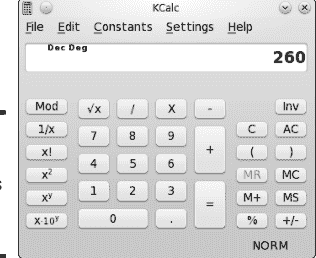 KCalc
File Edit Constants Settings Help
Dec Deg
260
Mod √x / X - Inv
1/x 7 8 9 + C AC
x! 4 5 6 ( )
x² MR MC
xʸ 1 2 3 = M+ MS
x·10ʸ 0 . % +/-
NORM
s